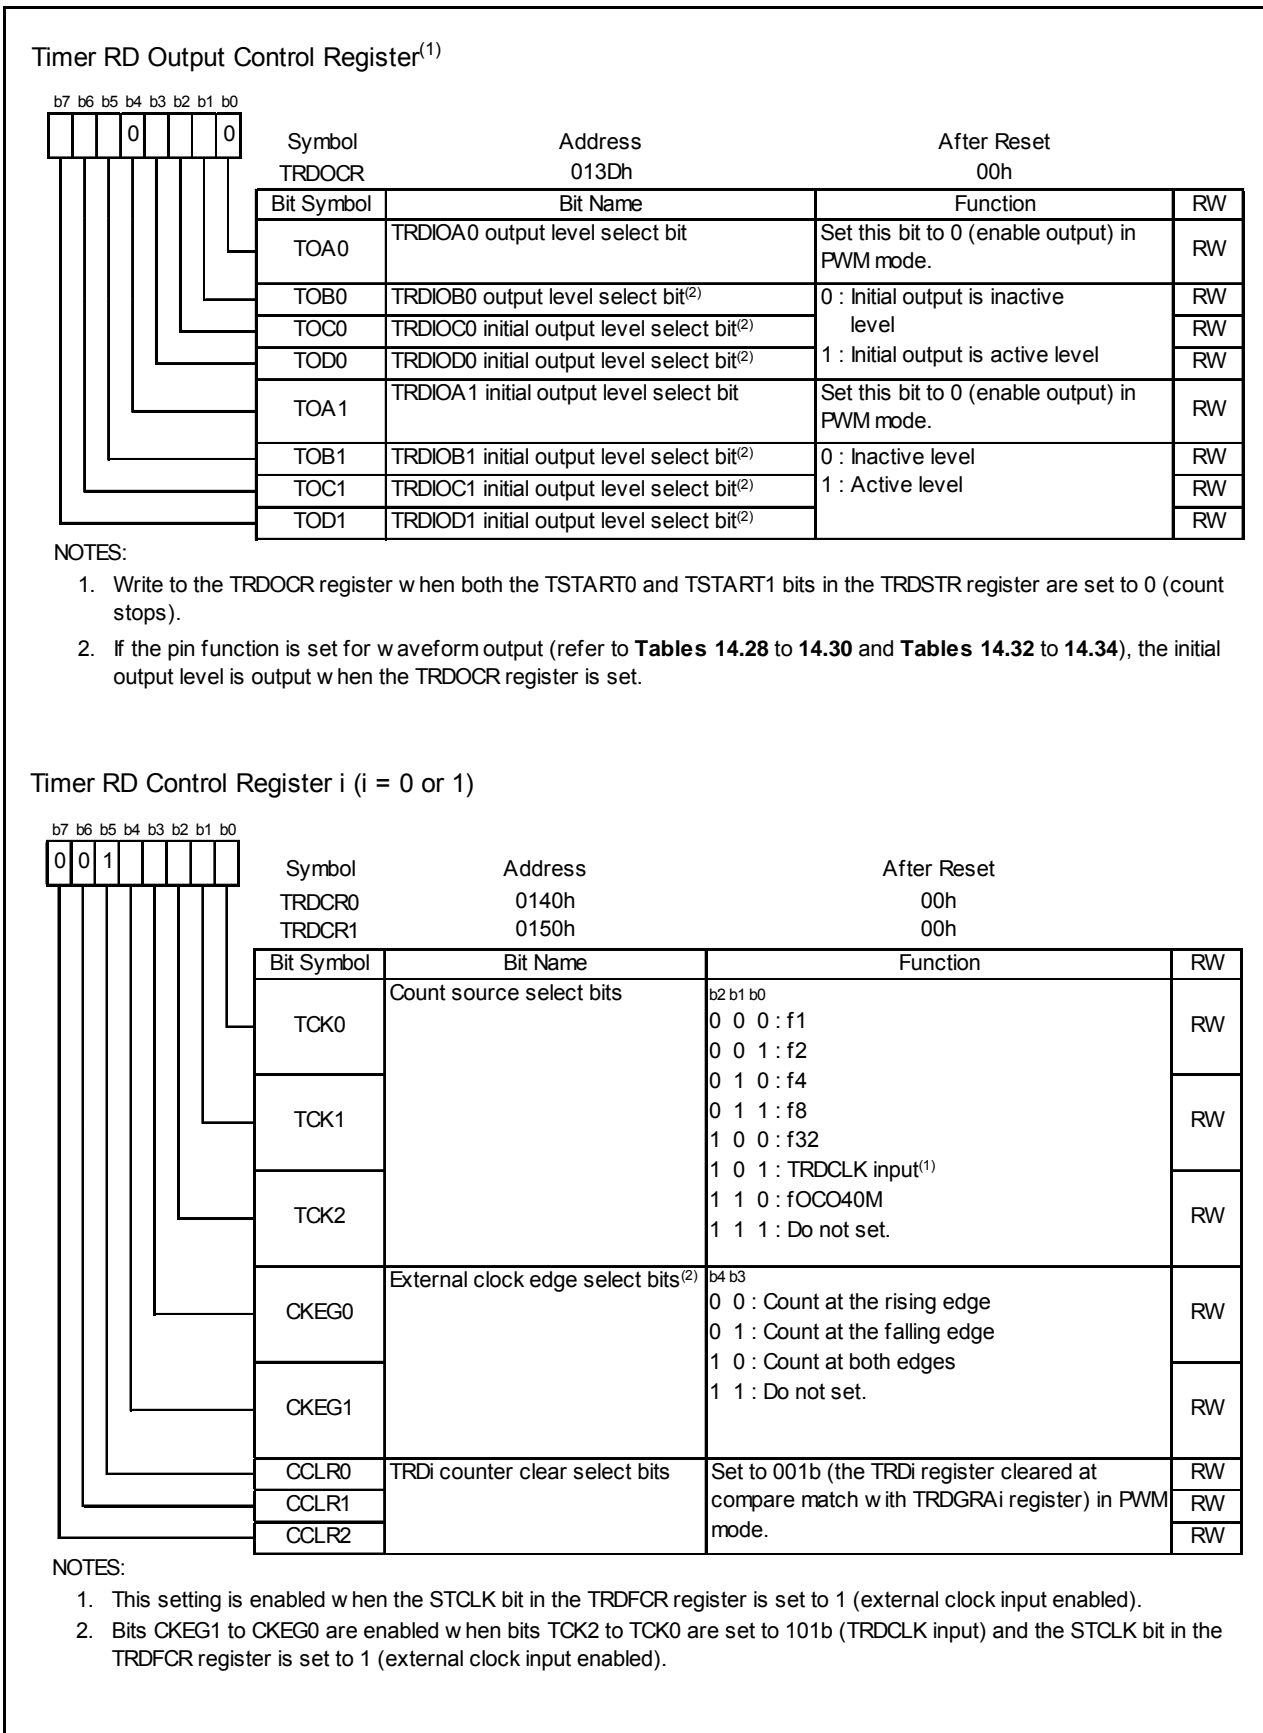 Timer RD Output Control Register(1)
b7 b6 b5 b4 b3 b2 b1 b0
0 0
Symbol Address After Reset
TRDOCR 013Dh 00h
Bit Symbol Bit Name Function RW
TOA0 TRDIOA0 output level select bit Set this bit to 0 (enable output) in PWM mode. RW
TOB0 TRDIOB0 output level select bit(2) 0 : Initial output is inactive RW
level
TOC0 TRDIOC0 initial output level select bit(2) RW
TOD0 TRDIOD0 initial output level select bit(2) 1 : Initial output is active level RW
TOA1 TRDIOA1 initial output level select bit Set this bit to 0 (enable output) in PWM mode. RW
TOB1 TRDIOB1 initial output level select bit(2) 0 : Inactive level RW
TOC1 TRDIOC1 initial output level select bit(2) 1 : Active level RW
TOD1 TRDIOD1 initial output level select bit(2) RW
NOTES:
1. Write to the TRDOCR register when both the TSTART0 and TSTART1 bits in the TRDSTR register are set to 0 (count
stops).
2. If the pin function is set for waveform output (refer to Tables 14.28 to 14.30 and Tables 14.32 to 14.34), the initial
output level is output when the TRDOCR register is set.
Timer RD Control Register i (i = 0 or 1)
b7 b6 b5 b4 b3 b2 b1 b0
0 0 1
Symbol Address After Reset
TRDCR0 0140h 00h
TRDCR1 0150h 00h
Bit Symbol Bit Name Function RW
TCK0 Count source select bits b2 b1 b0 RW
0 0 0 : f1
0 0 1 : f2
0 1 0 : f4
TCK1 0 1 1 : f8 RW
1 0 0 : f32
1 0 1 : TRDCLK input(1)
TCK2 1 1 0 : fOCO40M RW
1 1 1 : Do not set.
External clock edge select bits(2) b4 b3
CKEG0 0 0 : Count at the rising edge RW
0 1 : Count at the falling edge
1 0 : Count at both edges
CKEG1 1 1 : Do not set. RW
CCLR0 TRDi counter clear select bits Set to 001b (the TRDi register cleared at RW
CCLR1 compare match with TRDGRAi register) in PWM RW
CCLR2 mode. RW
NOTES:
1. This setting is enabled when the STCLK bit in the TRDFCR register is set to 1 (external clock input enabled).
2. Bits CKEG1 to CKEG0 are enabled when bits TCK2 to TCK0 are set to 101b (TRDCLK input) and the STCLK bit in the
TRDFCR register is set to 1 (external clock input enabled).